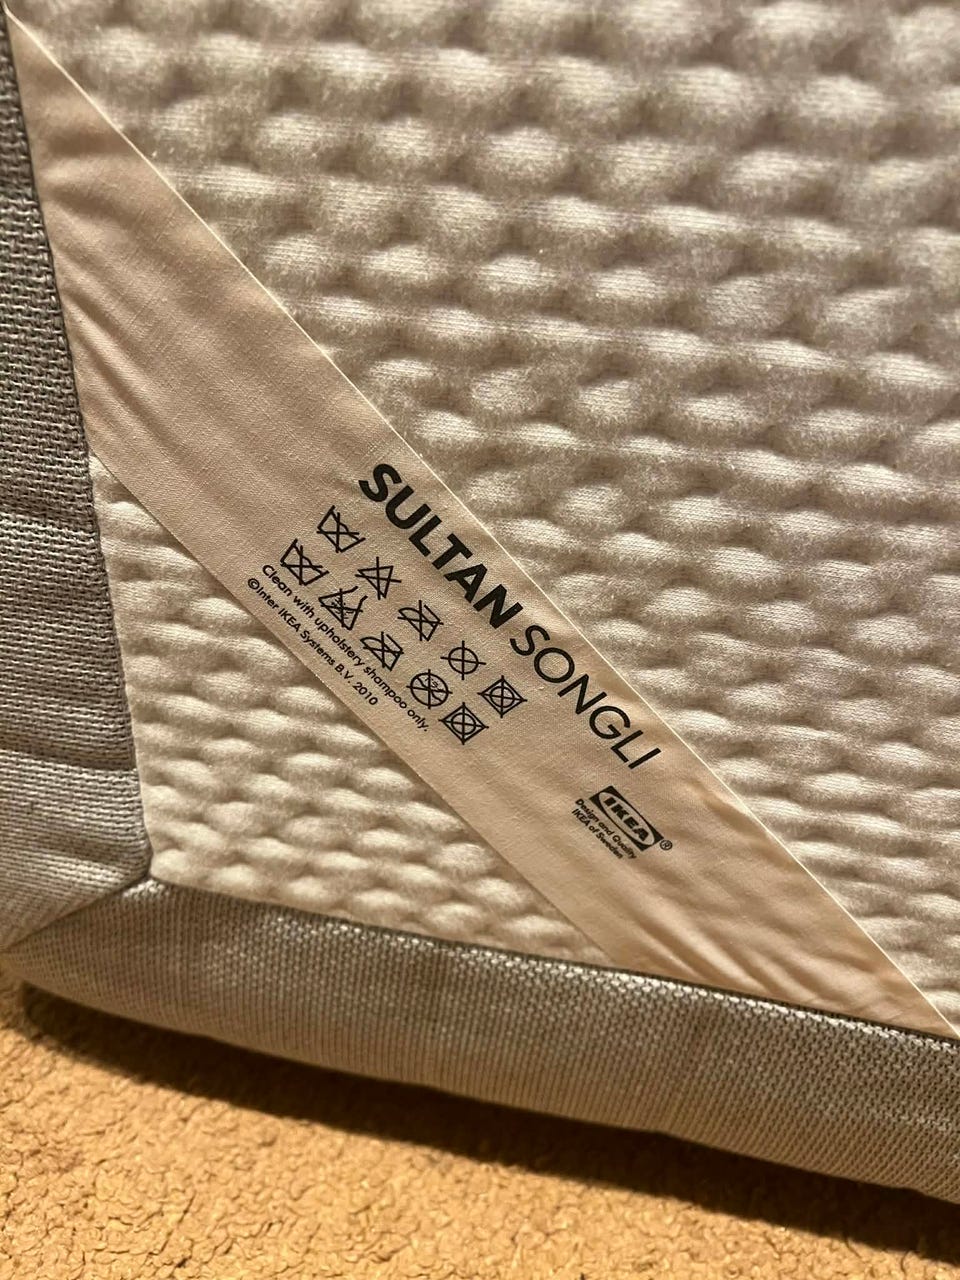 SULTAN SONGLI
Clean with upholstery shampoo only.
©Inter IKEA Systems B.V. 2010
IKEA®
Design and Quality
IKEA of Sweden